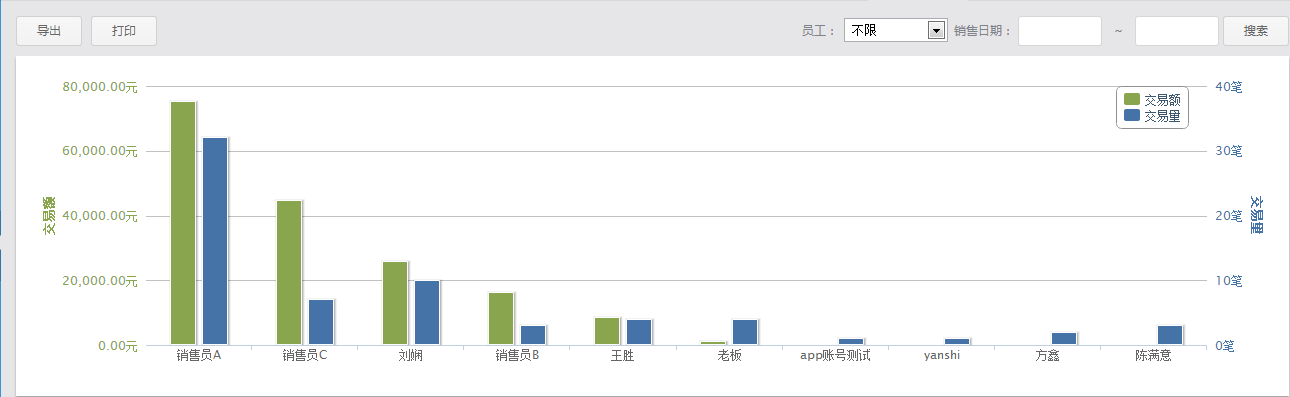 导出 打印 员工： 不限 销售日期： ~ 搜索
80,000.00元
60,000.00元
40,000.00元
20,000.00元
0.00元
交易额
交易额
交易量
40笔
30笔
20笔
10笔
0笔
交易量
销售员A 销售员C 刘娴 销售员B 王胜 老板 app账号测试 yanshi 方鑫 陈满意